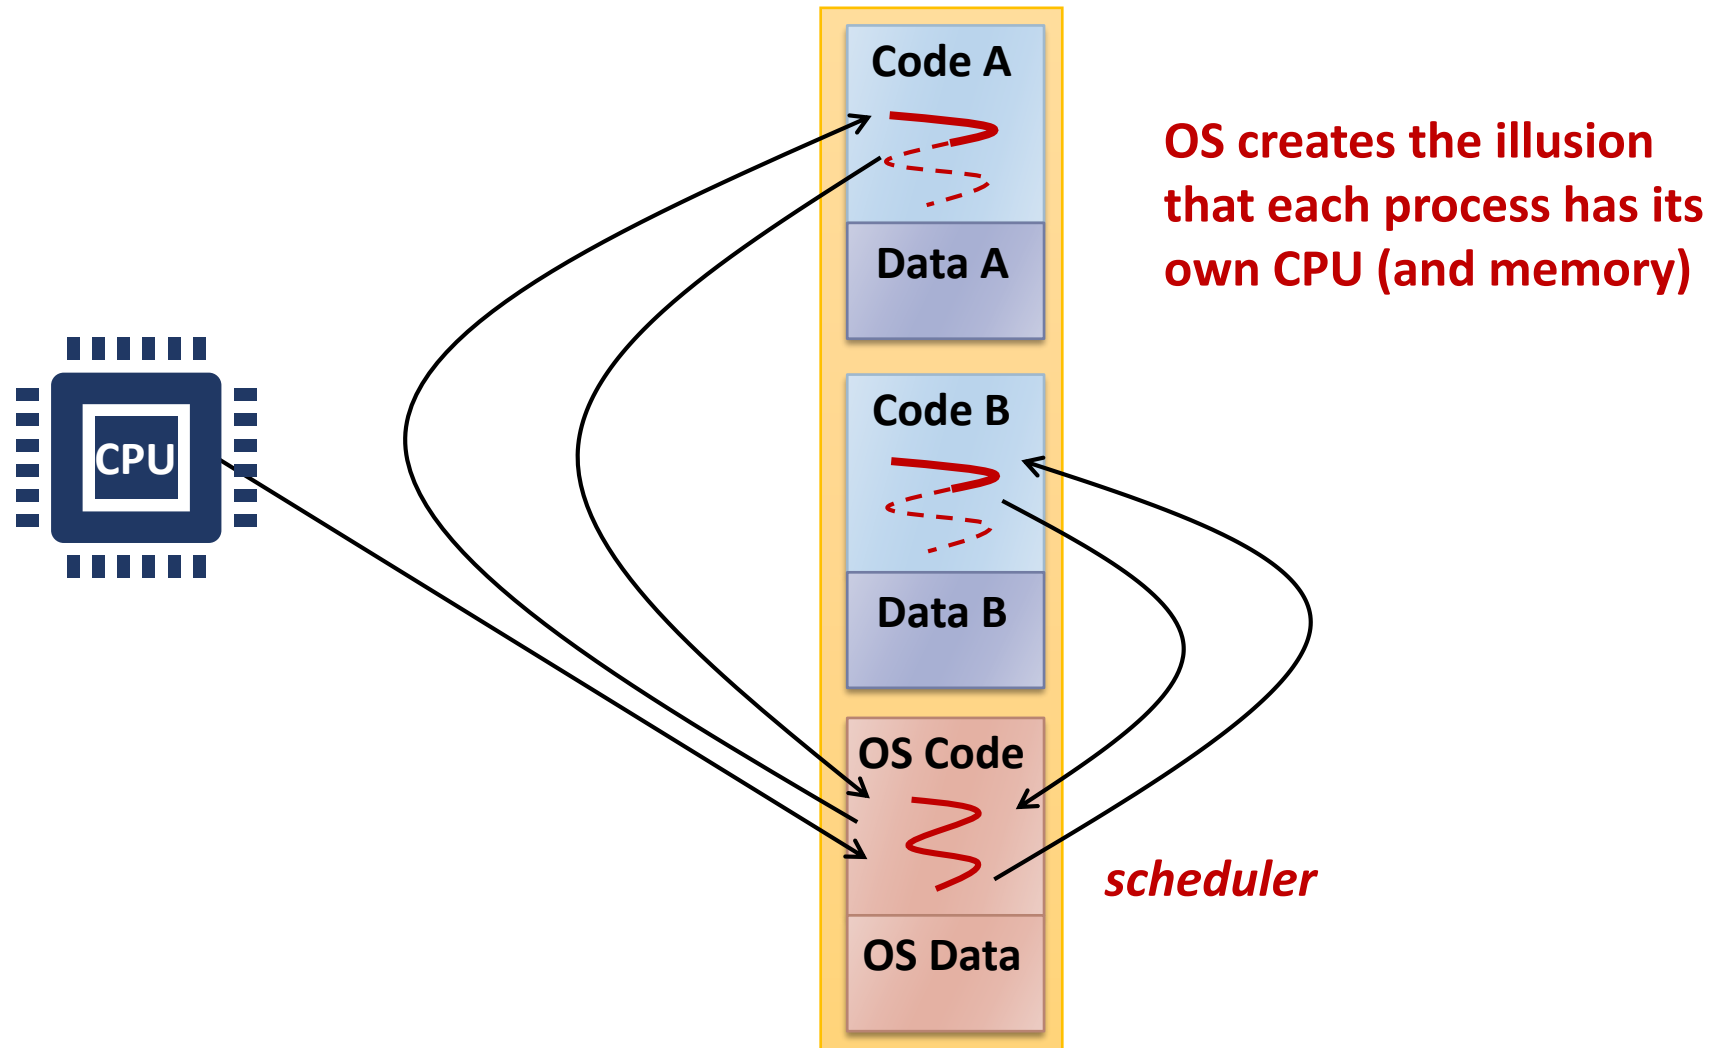 Code A
OS creates the illusion
that each process has its
own CPU (and memory)
Data A
CPU
Code B
Data B
OS Code
scheduler
OS Data